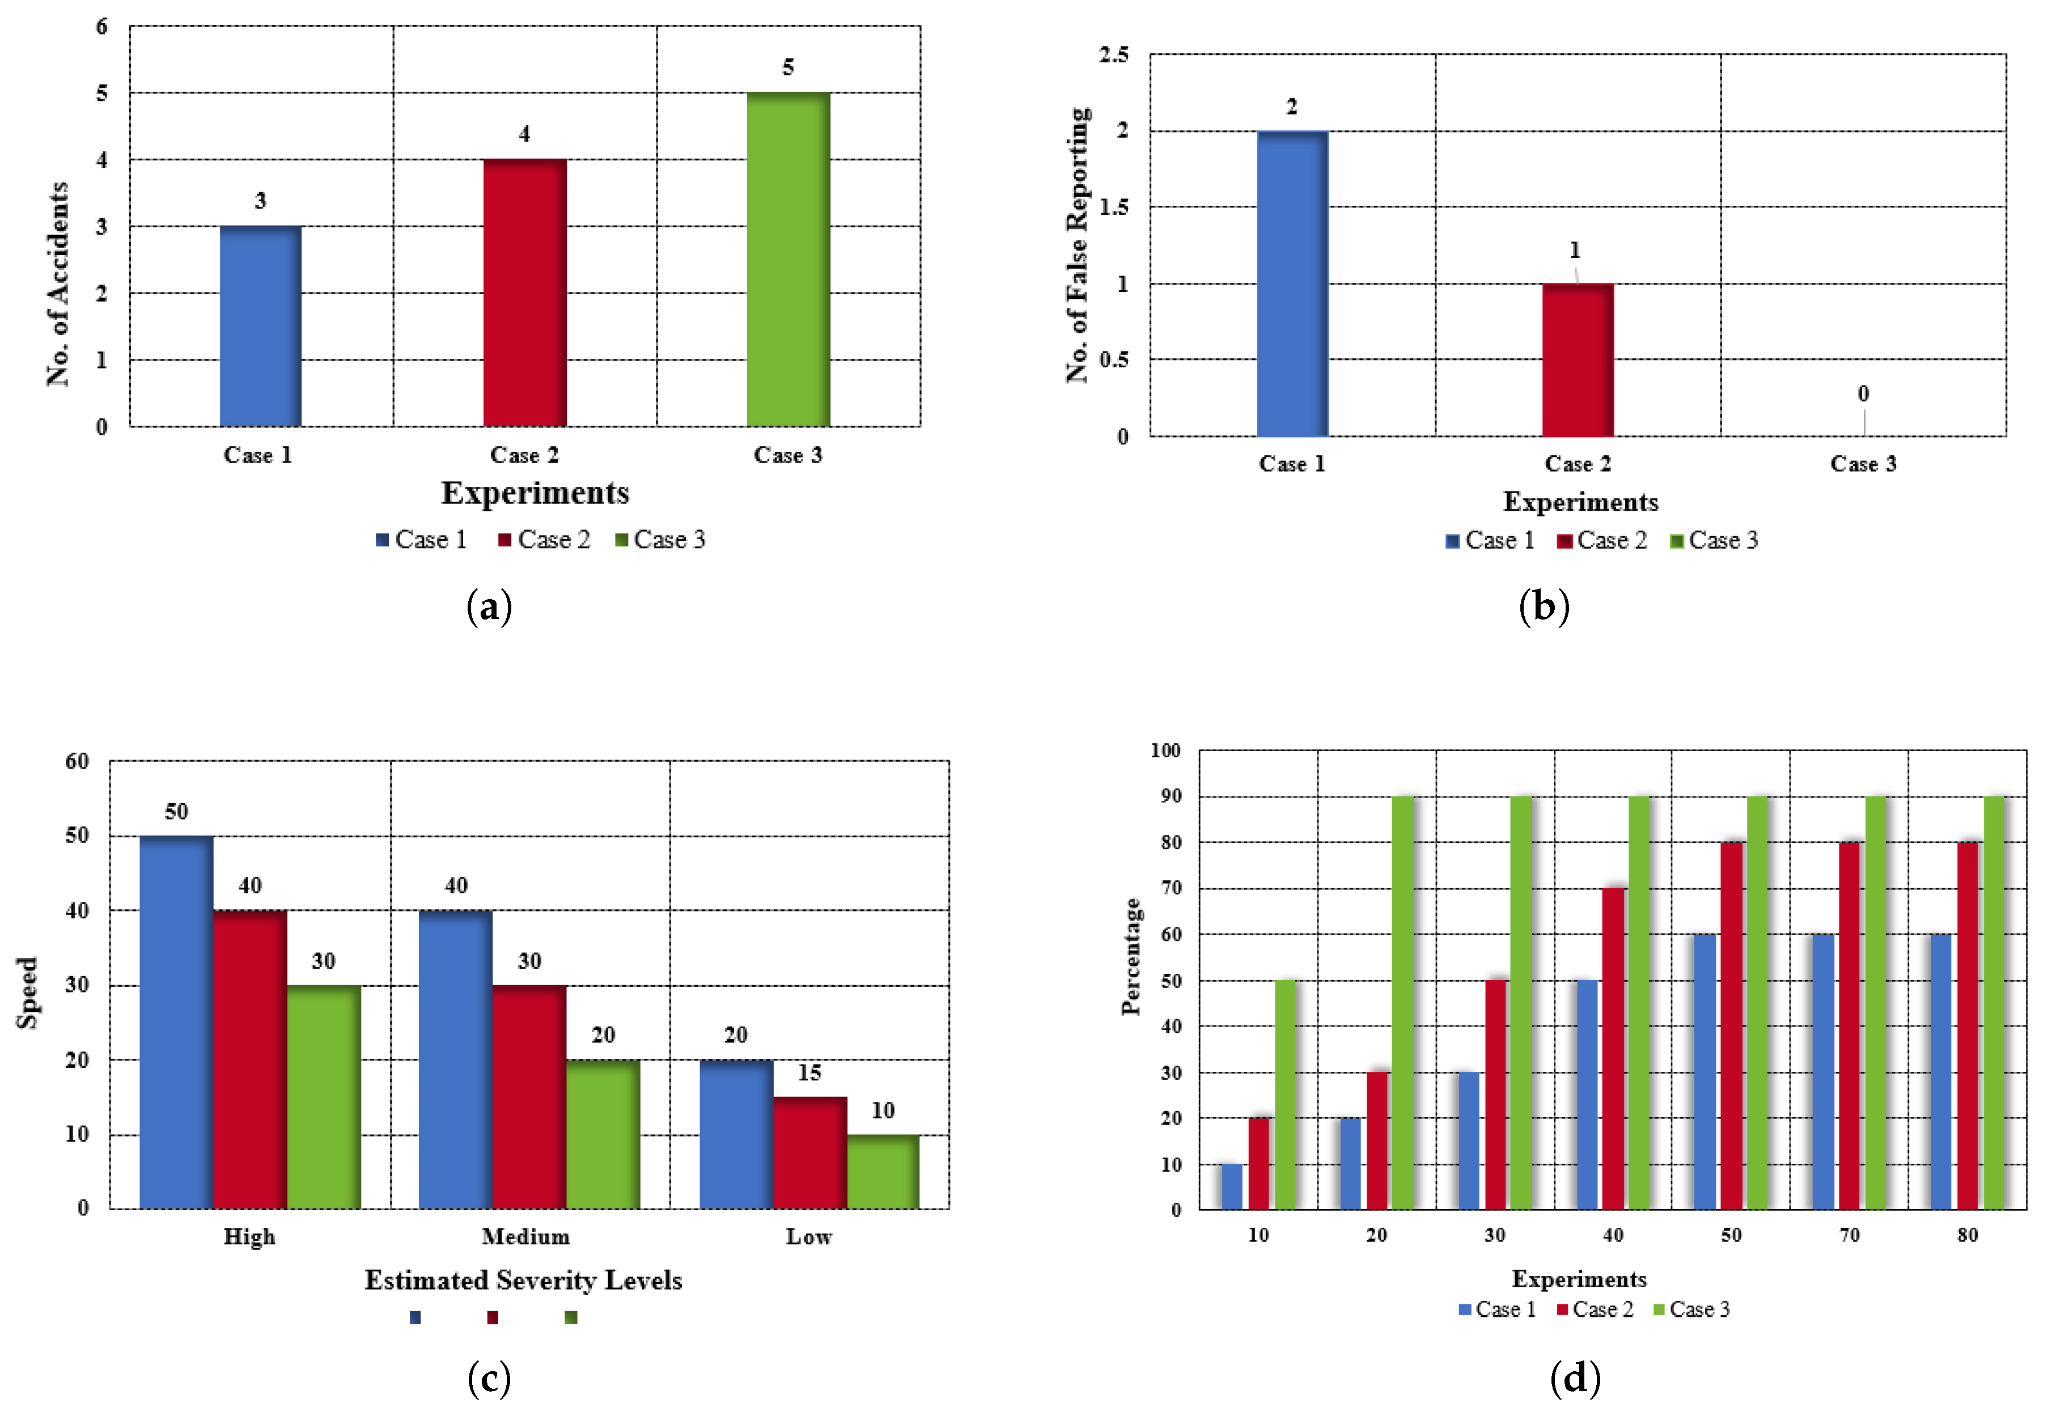 6
5
4
3
2
1
0
No. of Accidents
3
4
5
Case 1 Case 2 Case 3
Experiments
Case 1 Case 2 Case 3
(a)
2.5
2
1.5
1
0.5
0
No. of False Reporting
2
1
0
Case 1 Case 2 Case 3
Experiments
Case 1 Case 2 Case 3
(b)
60
50
40
30
20
10
0
Speed
50
40
30
40
30
20
20
15
10
High Medium Low
Estimated Severity Levels
(c)
100
90
80
70
60
50
40
30
20
10
0
Percentage
10 20 30 40 50 70 80
Experiments
Case 1 Case 2 Case 3
(d)